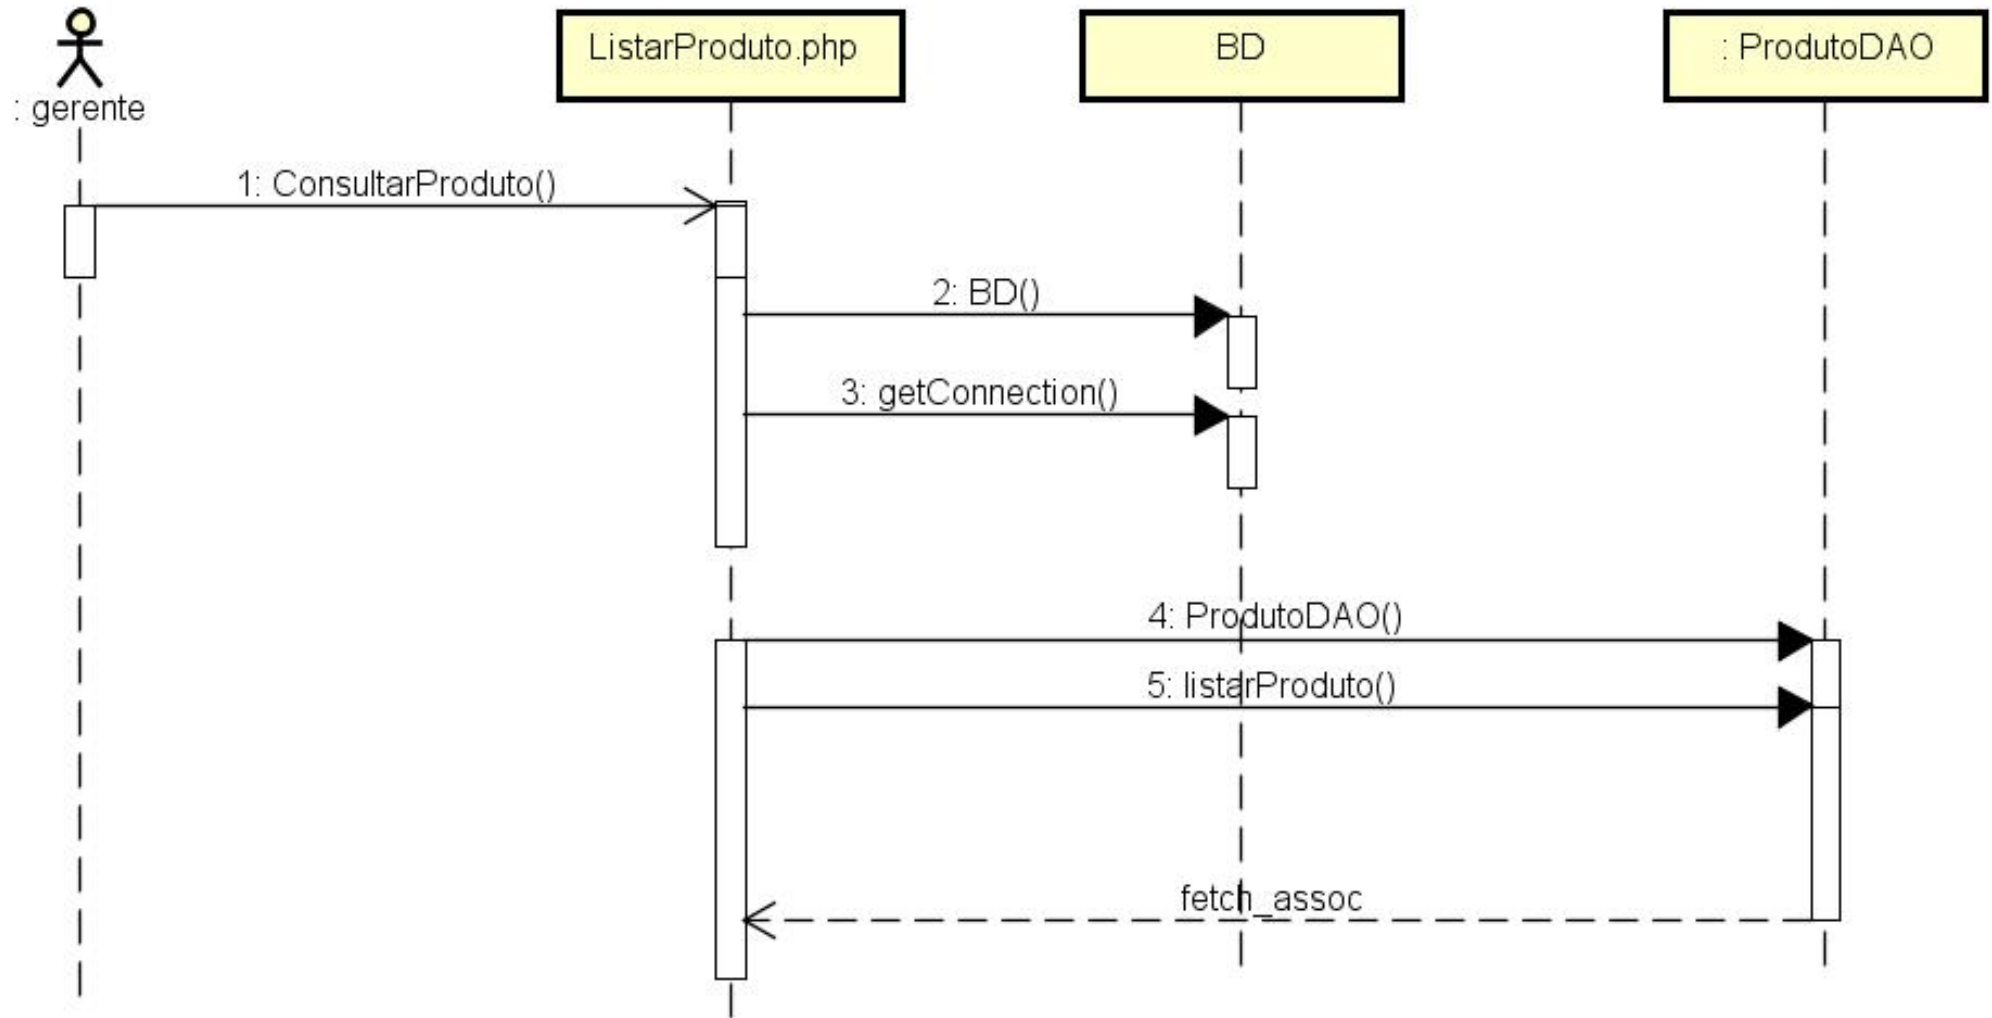 : gerente
ListarProduto.php
BD
: ProdutoDAO
1: ConsultarProduto()
2: BD()
3: getConnection()
4: ProdutoDAO()
5: listarProduto()
fetch_assoc